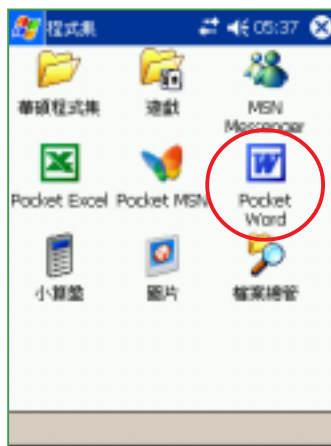 程式集 05:37
華碩程式集 遊戲 MSN
Messenger
Pocket Excel Pocket MSN Pocket
Word
小算盤 圖片 檔案總管